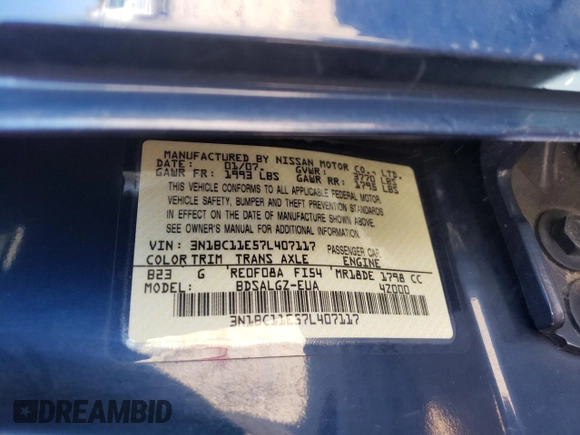 MANUFACTURED BY NISSAN MOTOR CO., LTD.
DATE: 01/07 GVWR: 3770 LBS
GAWR FR: 1993 LBS GAWR RR: 1795 LBS
THIS VEHICLE CONFORMS TO ALL APPLICABLE FEDERAL MOTOR
VEHICLE SAFETY, BUMPER AND THEFT PREVENTION STANDARDS
IN EFFECT ON THE DATE OF MANUFACTURE SHOWN ABOVE.
SEE OWNER'S MANUAL FOR ADDITIONAL INFORMATION.
VIN: 3N1BC11E57L407117 PASSENGER CAR
COLOR TRIM TRANS AXLE ENGINE
B23 G RE0F08A FI54 MR18DE 1798 CC
MODEL: BDSALGZ-EUA 4Z000
3N1BC11E57L407117
DREAMBID